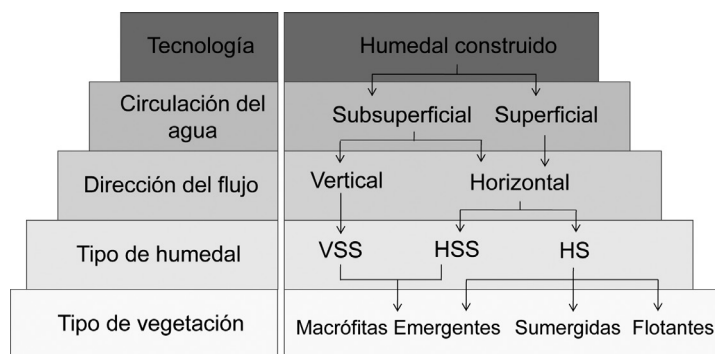 Tecnología
Humedal construido
Circulación del
agua
Subsuperficial
Superficial
Dirección del flujo
Vertical
Horizontal
Tipo de humedal
VSS
HSS
HS
Tipo de vegetación
Macrófitas Emergentes
Sumergidas
Flotantes